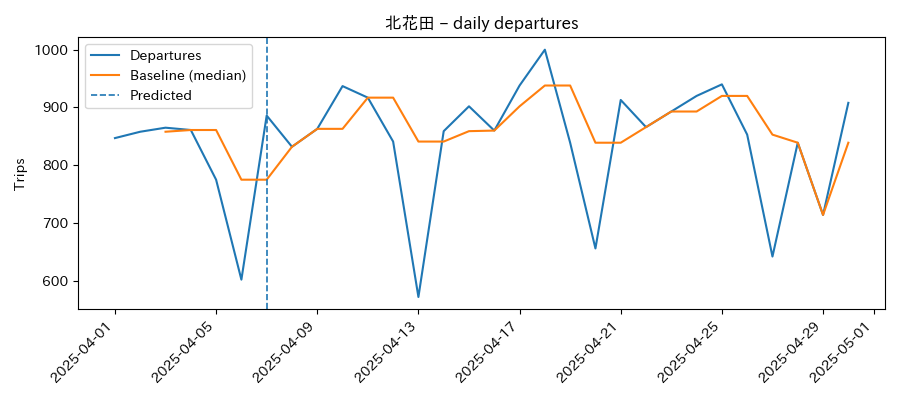 北花田 – daily departures
Departures
Baseline (median)
Predicted
Trips
1000
900
800
700
600
2025-04-01
2025-04-05
2025-04-09
2025-04-13
2025-04-17
2025-04-21
2025-04-25
2025-04-29
2025-05-01